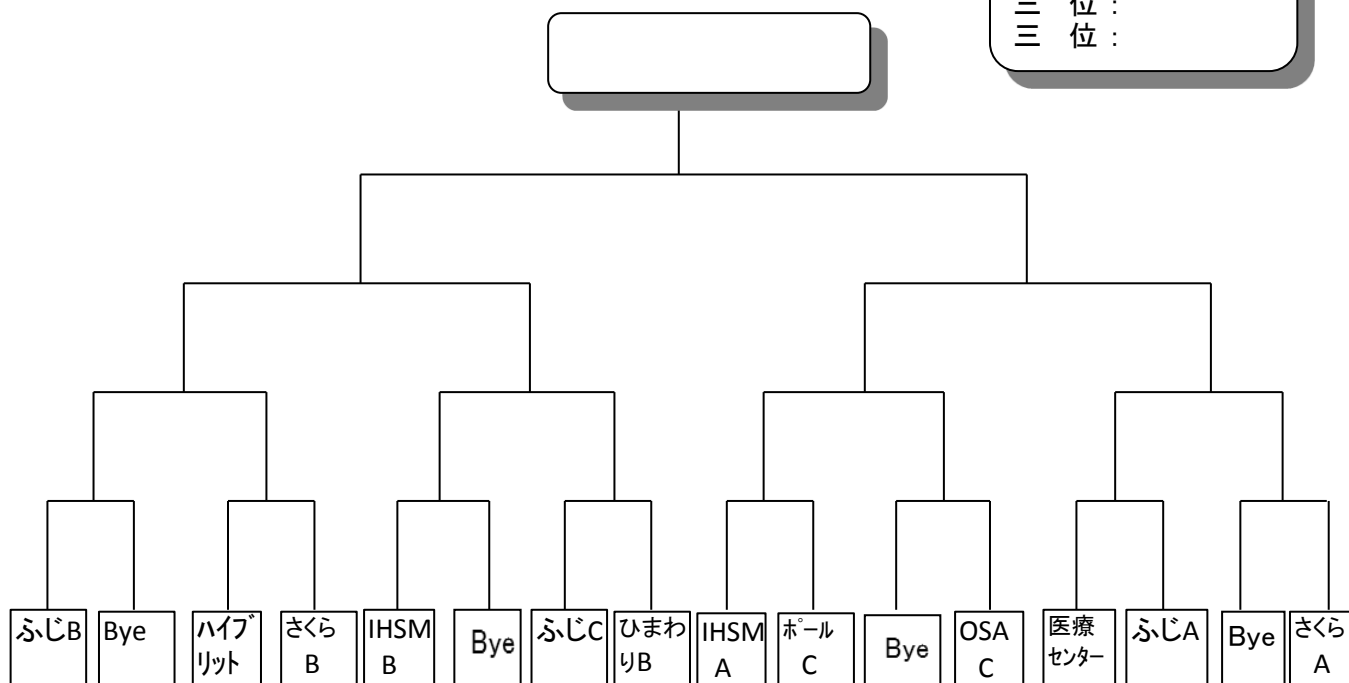 三 位：
三 位：
ふじB
Bye
ハイブ
リット
さくら
B
IHSM
B
Bye
ふじC
ひまわ
りB
IHSM
A
ポール
C
Bye
OSA
C
医療
センター
ふじA
Bye
さくら
A